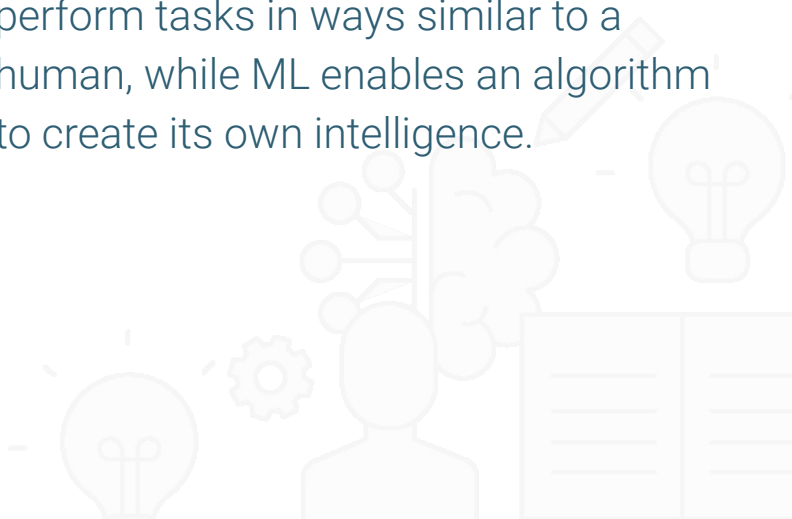 perform tasks in ways similar to a
human, while ML enables an algorithm
to create its own intelligence.